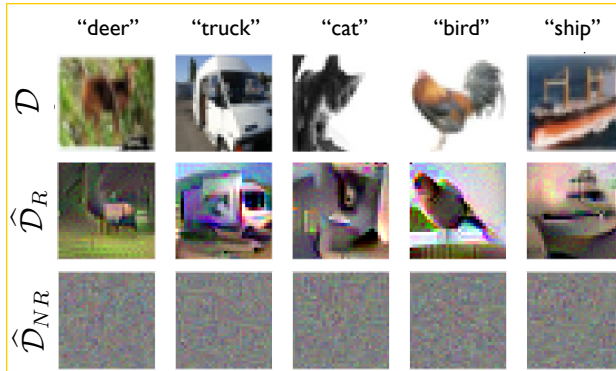 “deer” “truck” “cat” “bird” “ship”
𝒟
𝒟̂_R
𝒟̂_NR